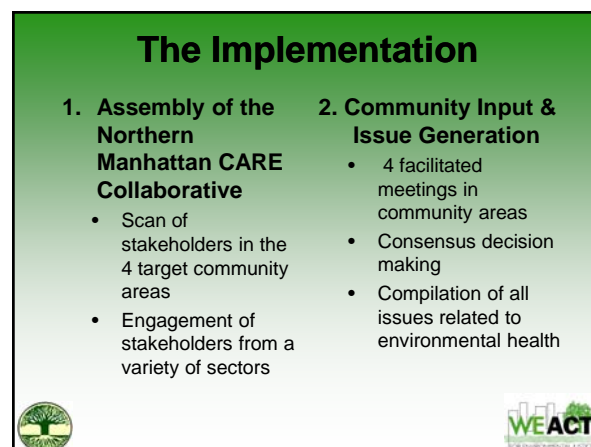 The Implementation
1. Assembly of the
Northern
Manhattan CARE
Collaborative
• Scan of
stakeholders in the
4 target community
areas
• Engagement of
stakeholders from a
variety of sectors
2. Community Input &
Issue Generation
• 4 facilitated
meetings in
community areas
• Consensus decision
making
• Compilation of all
issues related to
environmental health
WE ACT